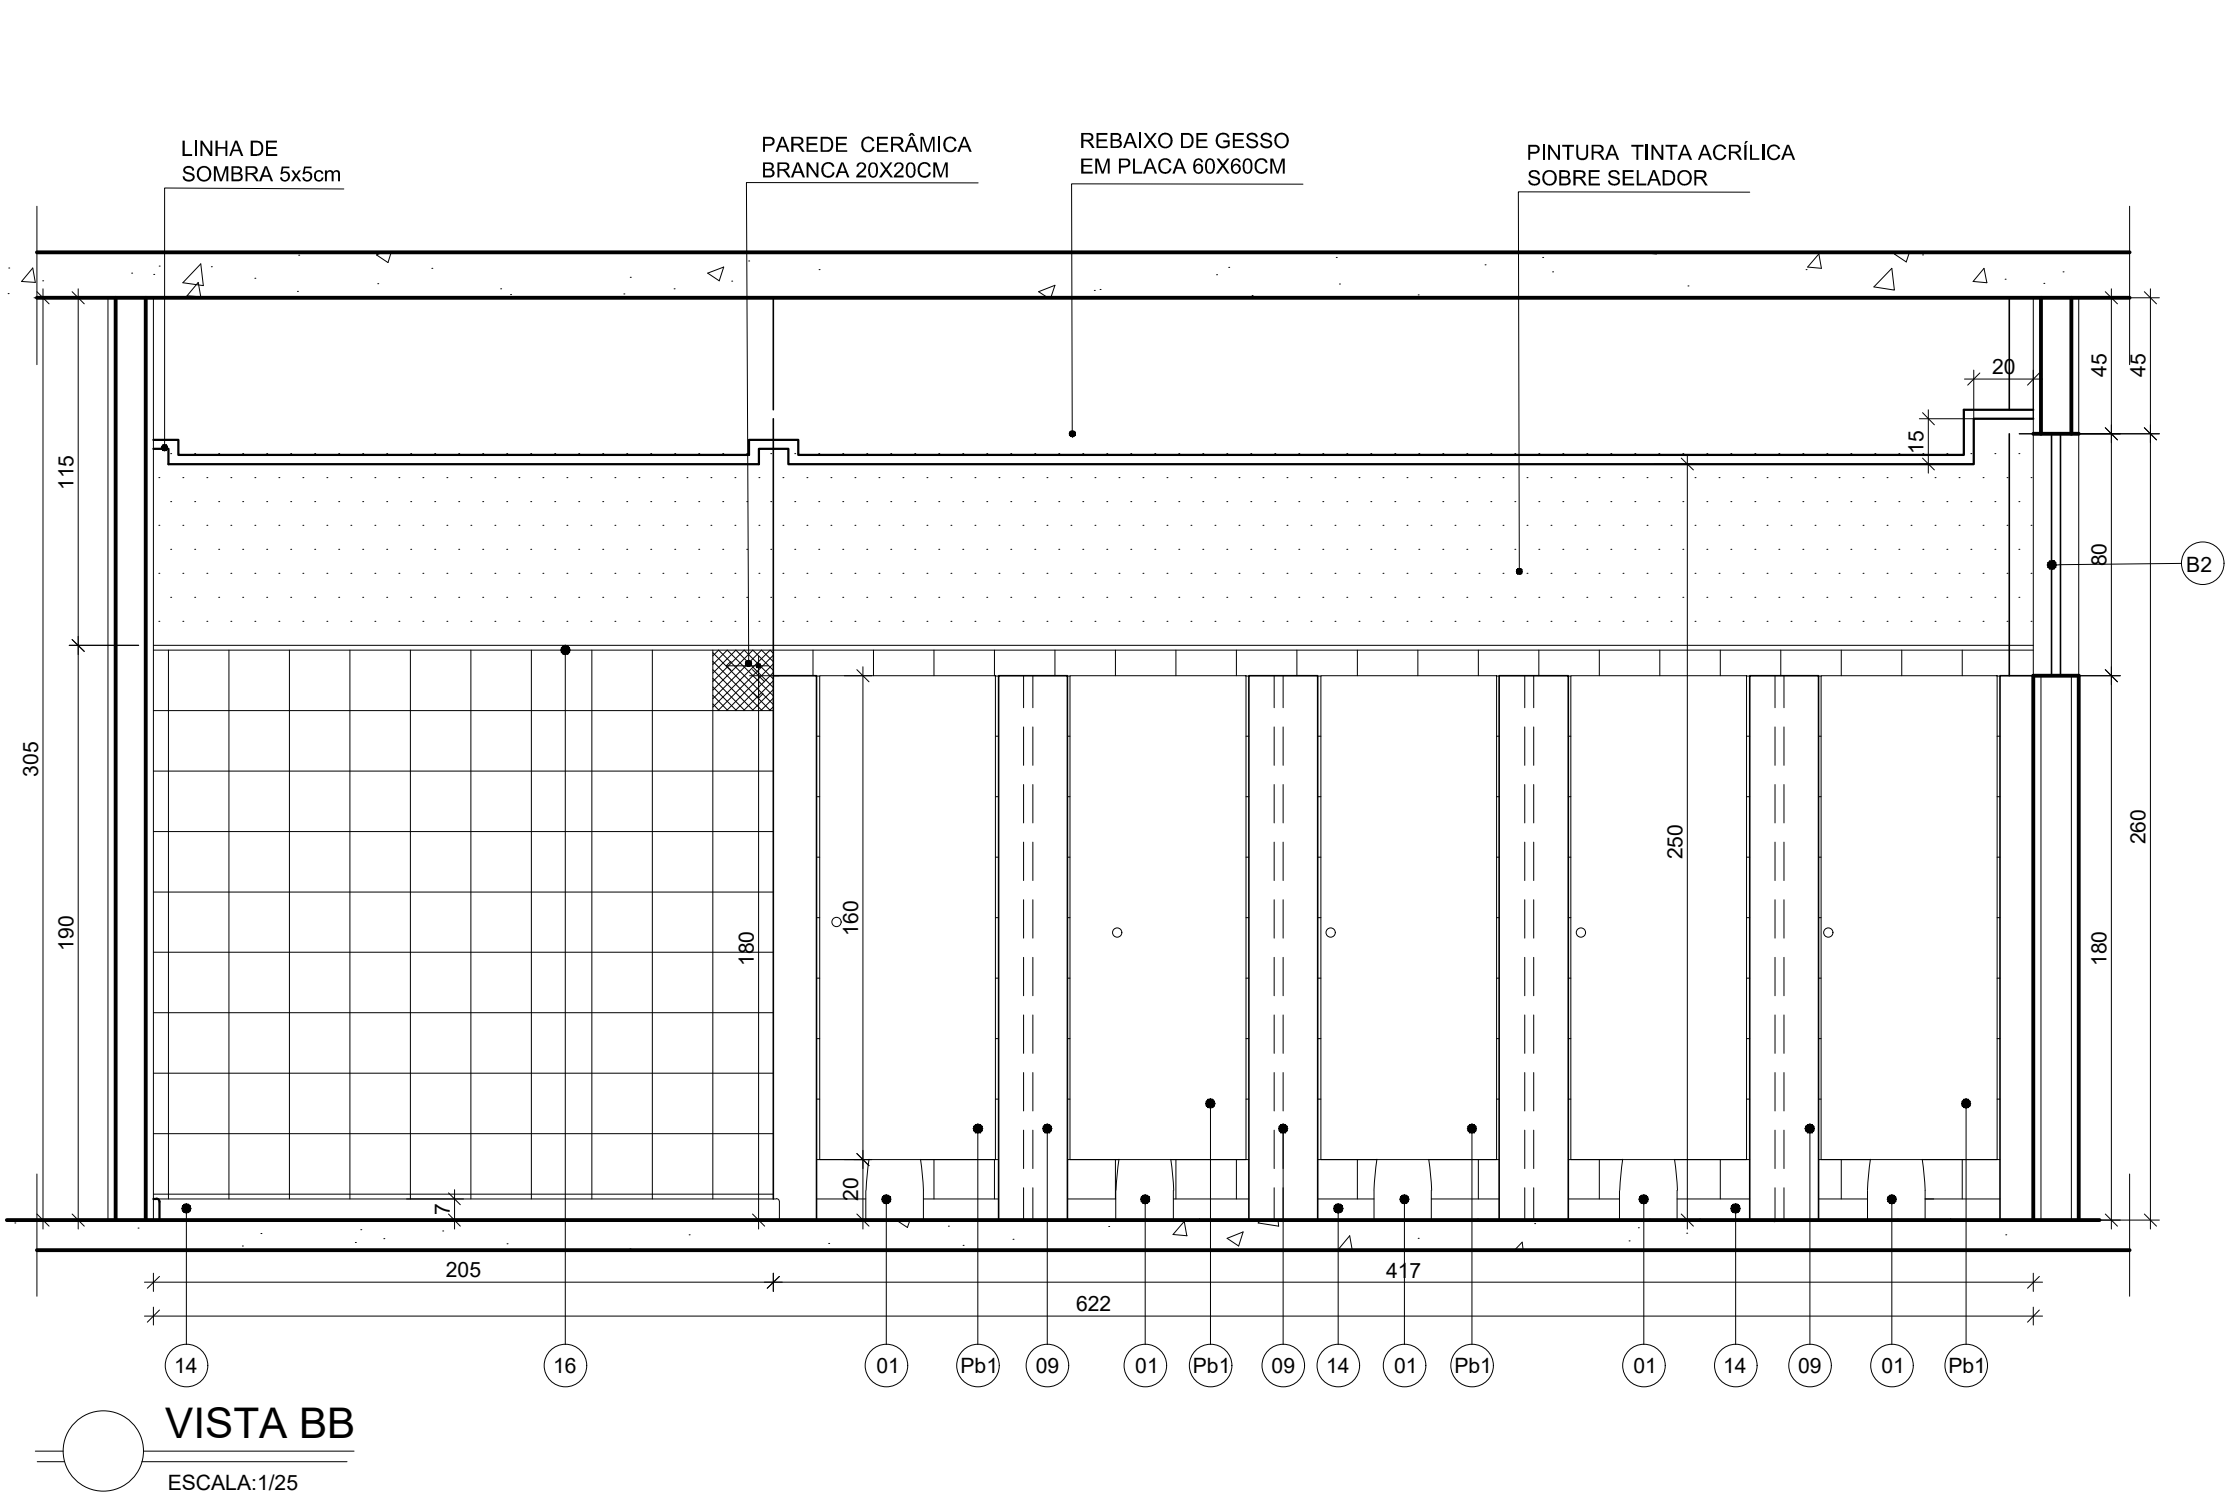 LINHA DE
SOMBRA 5x5cm
PAREDE CERÂMICA
BRANCA 20X20CM
REBAIXO DE GESSO
EM PLACA 60X60CM
PINTURA TINTA ACRÍLICA
SOBRE SELADOR
20
45
45
15
115
80
B2
305
190
180
160
250
260
180
20
7
205
417
622
14
16
01
Pb1
09
01
Pb1
09
14
01
Pb1
01
14
09
01
Pb1
VISTA BB
ESCALA:1/25